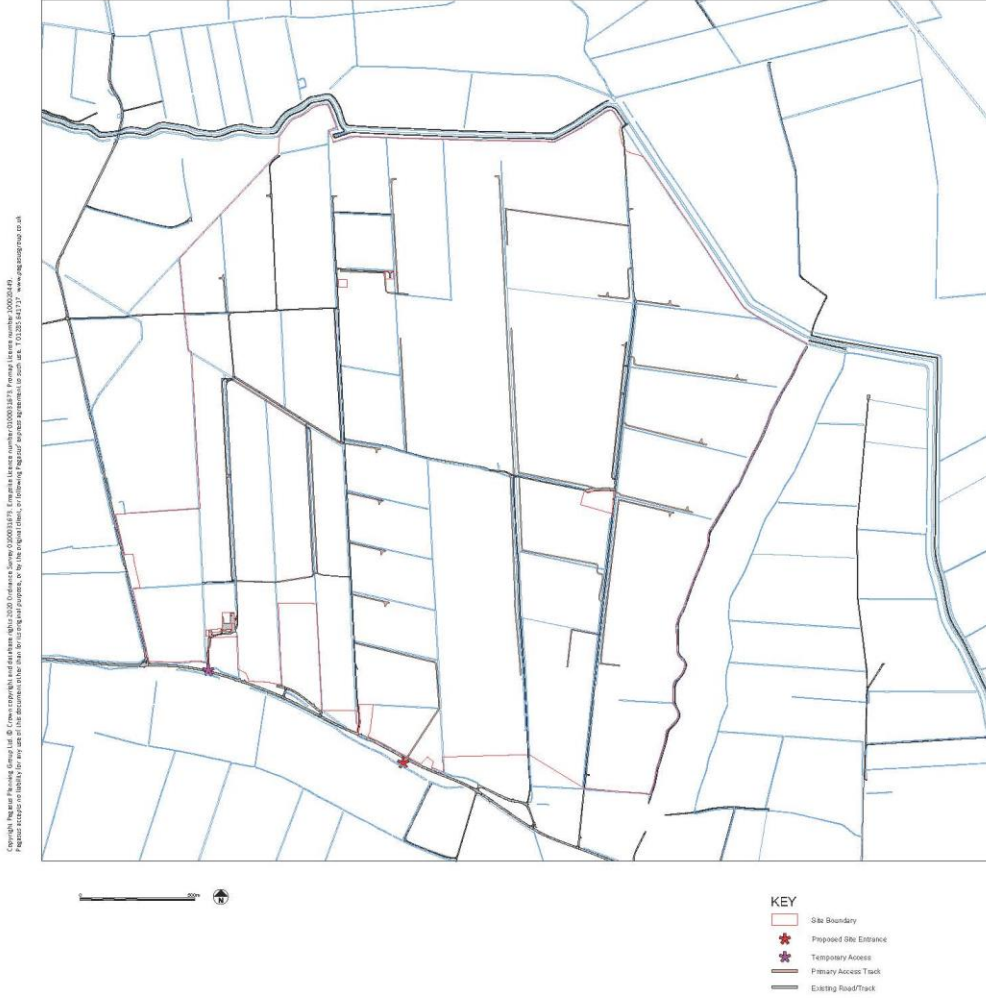 Copyright Pegasus Planning Group Ltd. © Crown copyright and database rights 2020 Ordnance Survey 0100031673. Emapsite Licence number 0100031673. Promap Licence number 100020449.
Pegasus accepts no liability for any use of this document other than for its original purpose, or by the original client, or following Pegasus' express agreement to such use. T 01285 641717 www.pegasusgroup.co.uk
0
500m
N
KEY
Site Boundary
Proposed Site Entrance
Temporary Access
Primary Access Track
Existing Road/Track